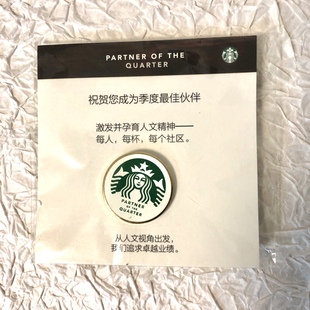 PARTNER OF THE
QUARTER
祝贺您成为季度最佳伙伴
激发并孕育人文精神——
每人，每杯，每个社区。
PARTNER
OF THE
QUARTER
从人文视角出发，
我们追求卓越业绩。